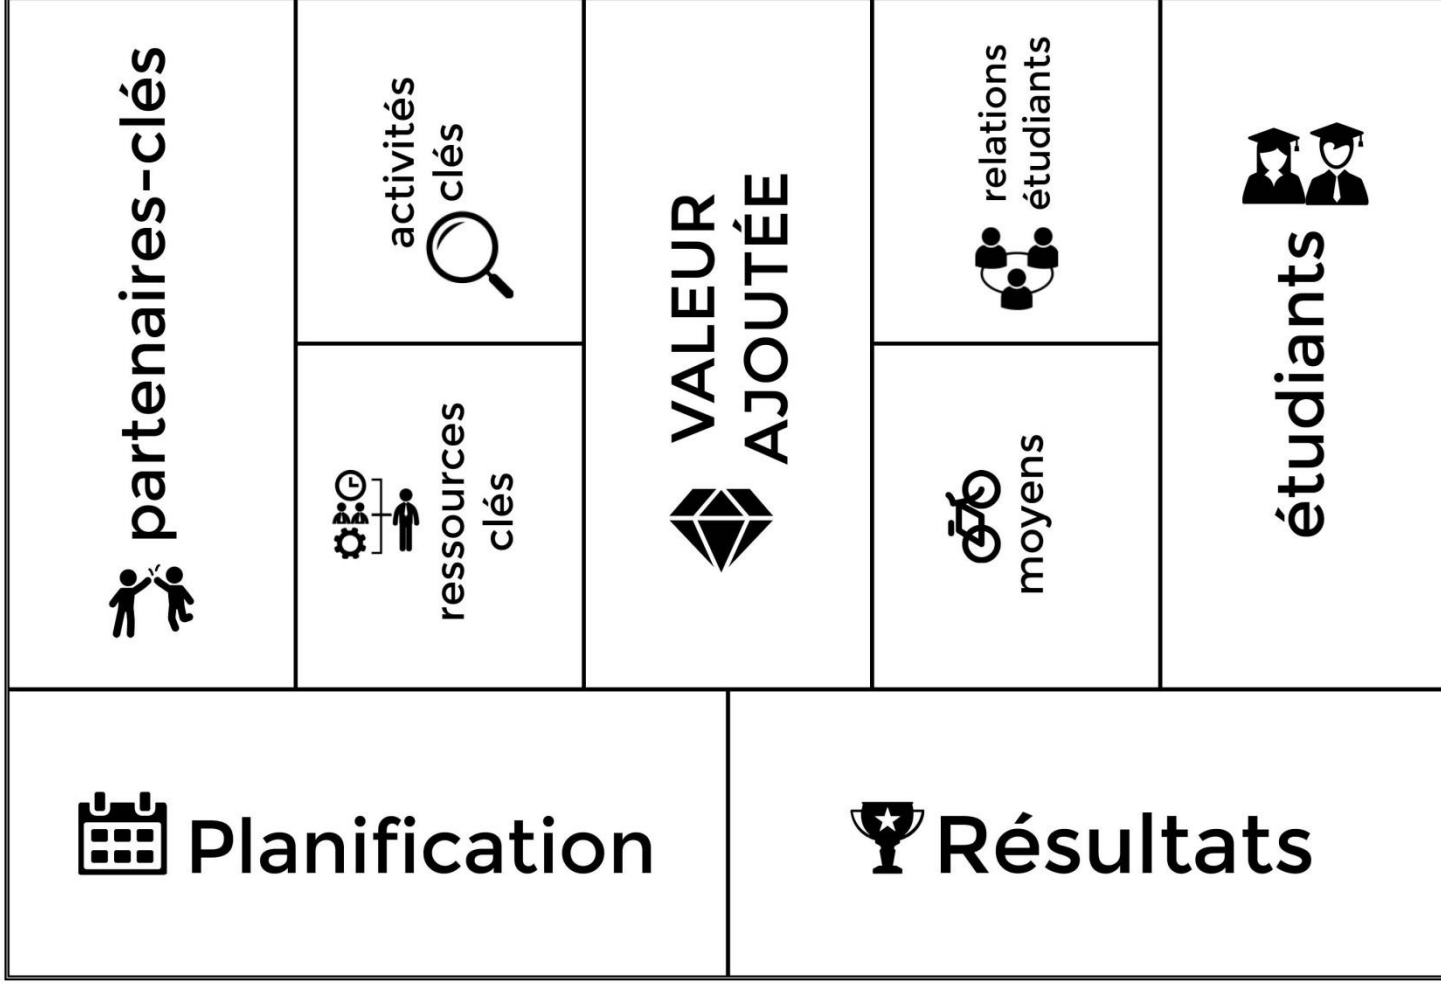 partenaires-clés
activités
clés
ressources
clés
VALEUR
AJOUTÉE
relations
étudiants
moyens
étudiants
Planification
Résultats